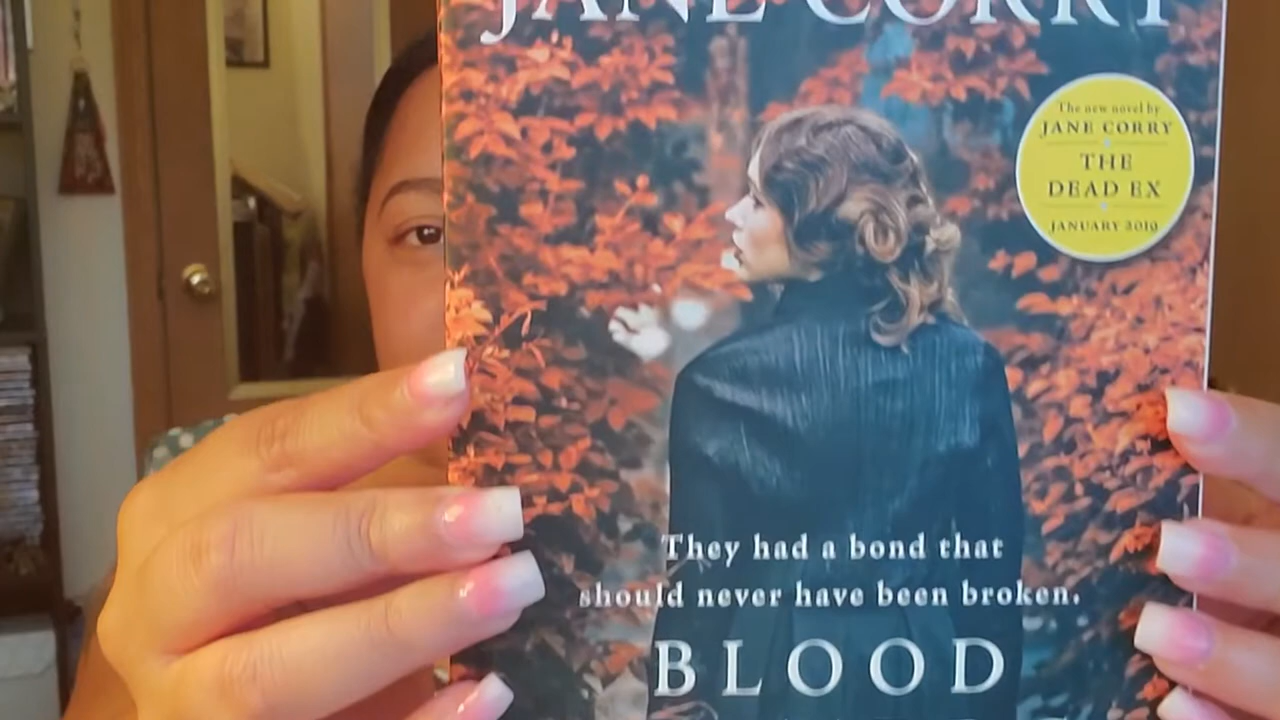 JANE CORRY
The new novel by
JANE CORRY
THE
DEAD EX
JANUARY 2019
They had a bond that
should never have been broken.
BLOOD